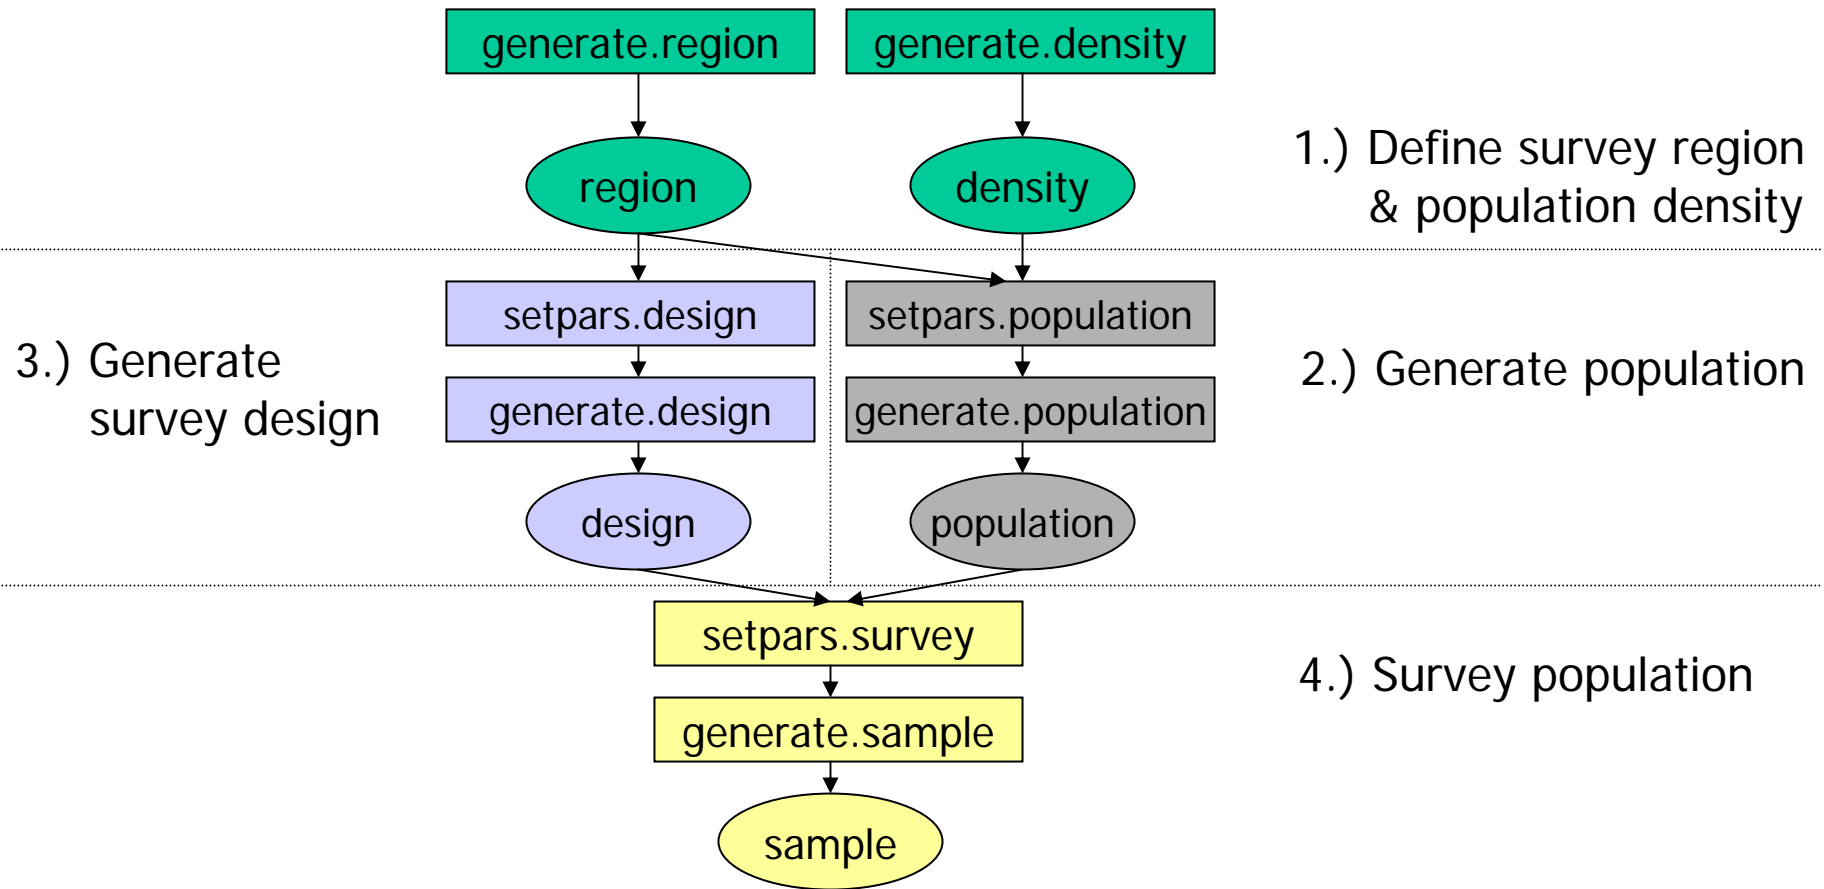 generate.region
generate.density
region
density
1.) Define survey region
& population density
setpars.design
setpars.population
3.) Generate
survey design
generate.design
generate.population
2.) Generate population
design
population
setpars.survey
generate.sample
4.) Survey population
sample